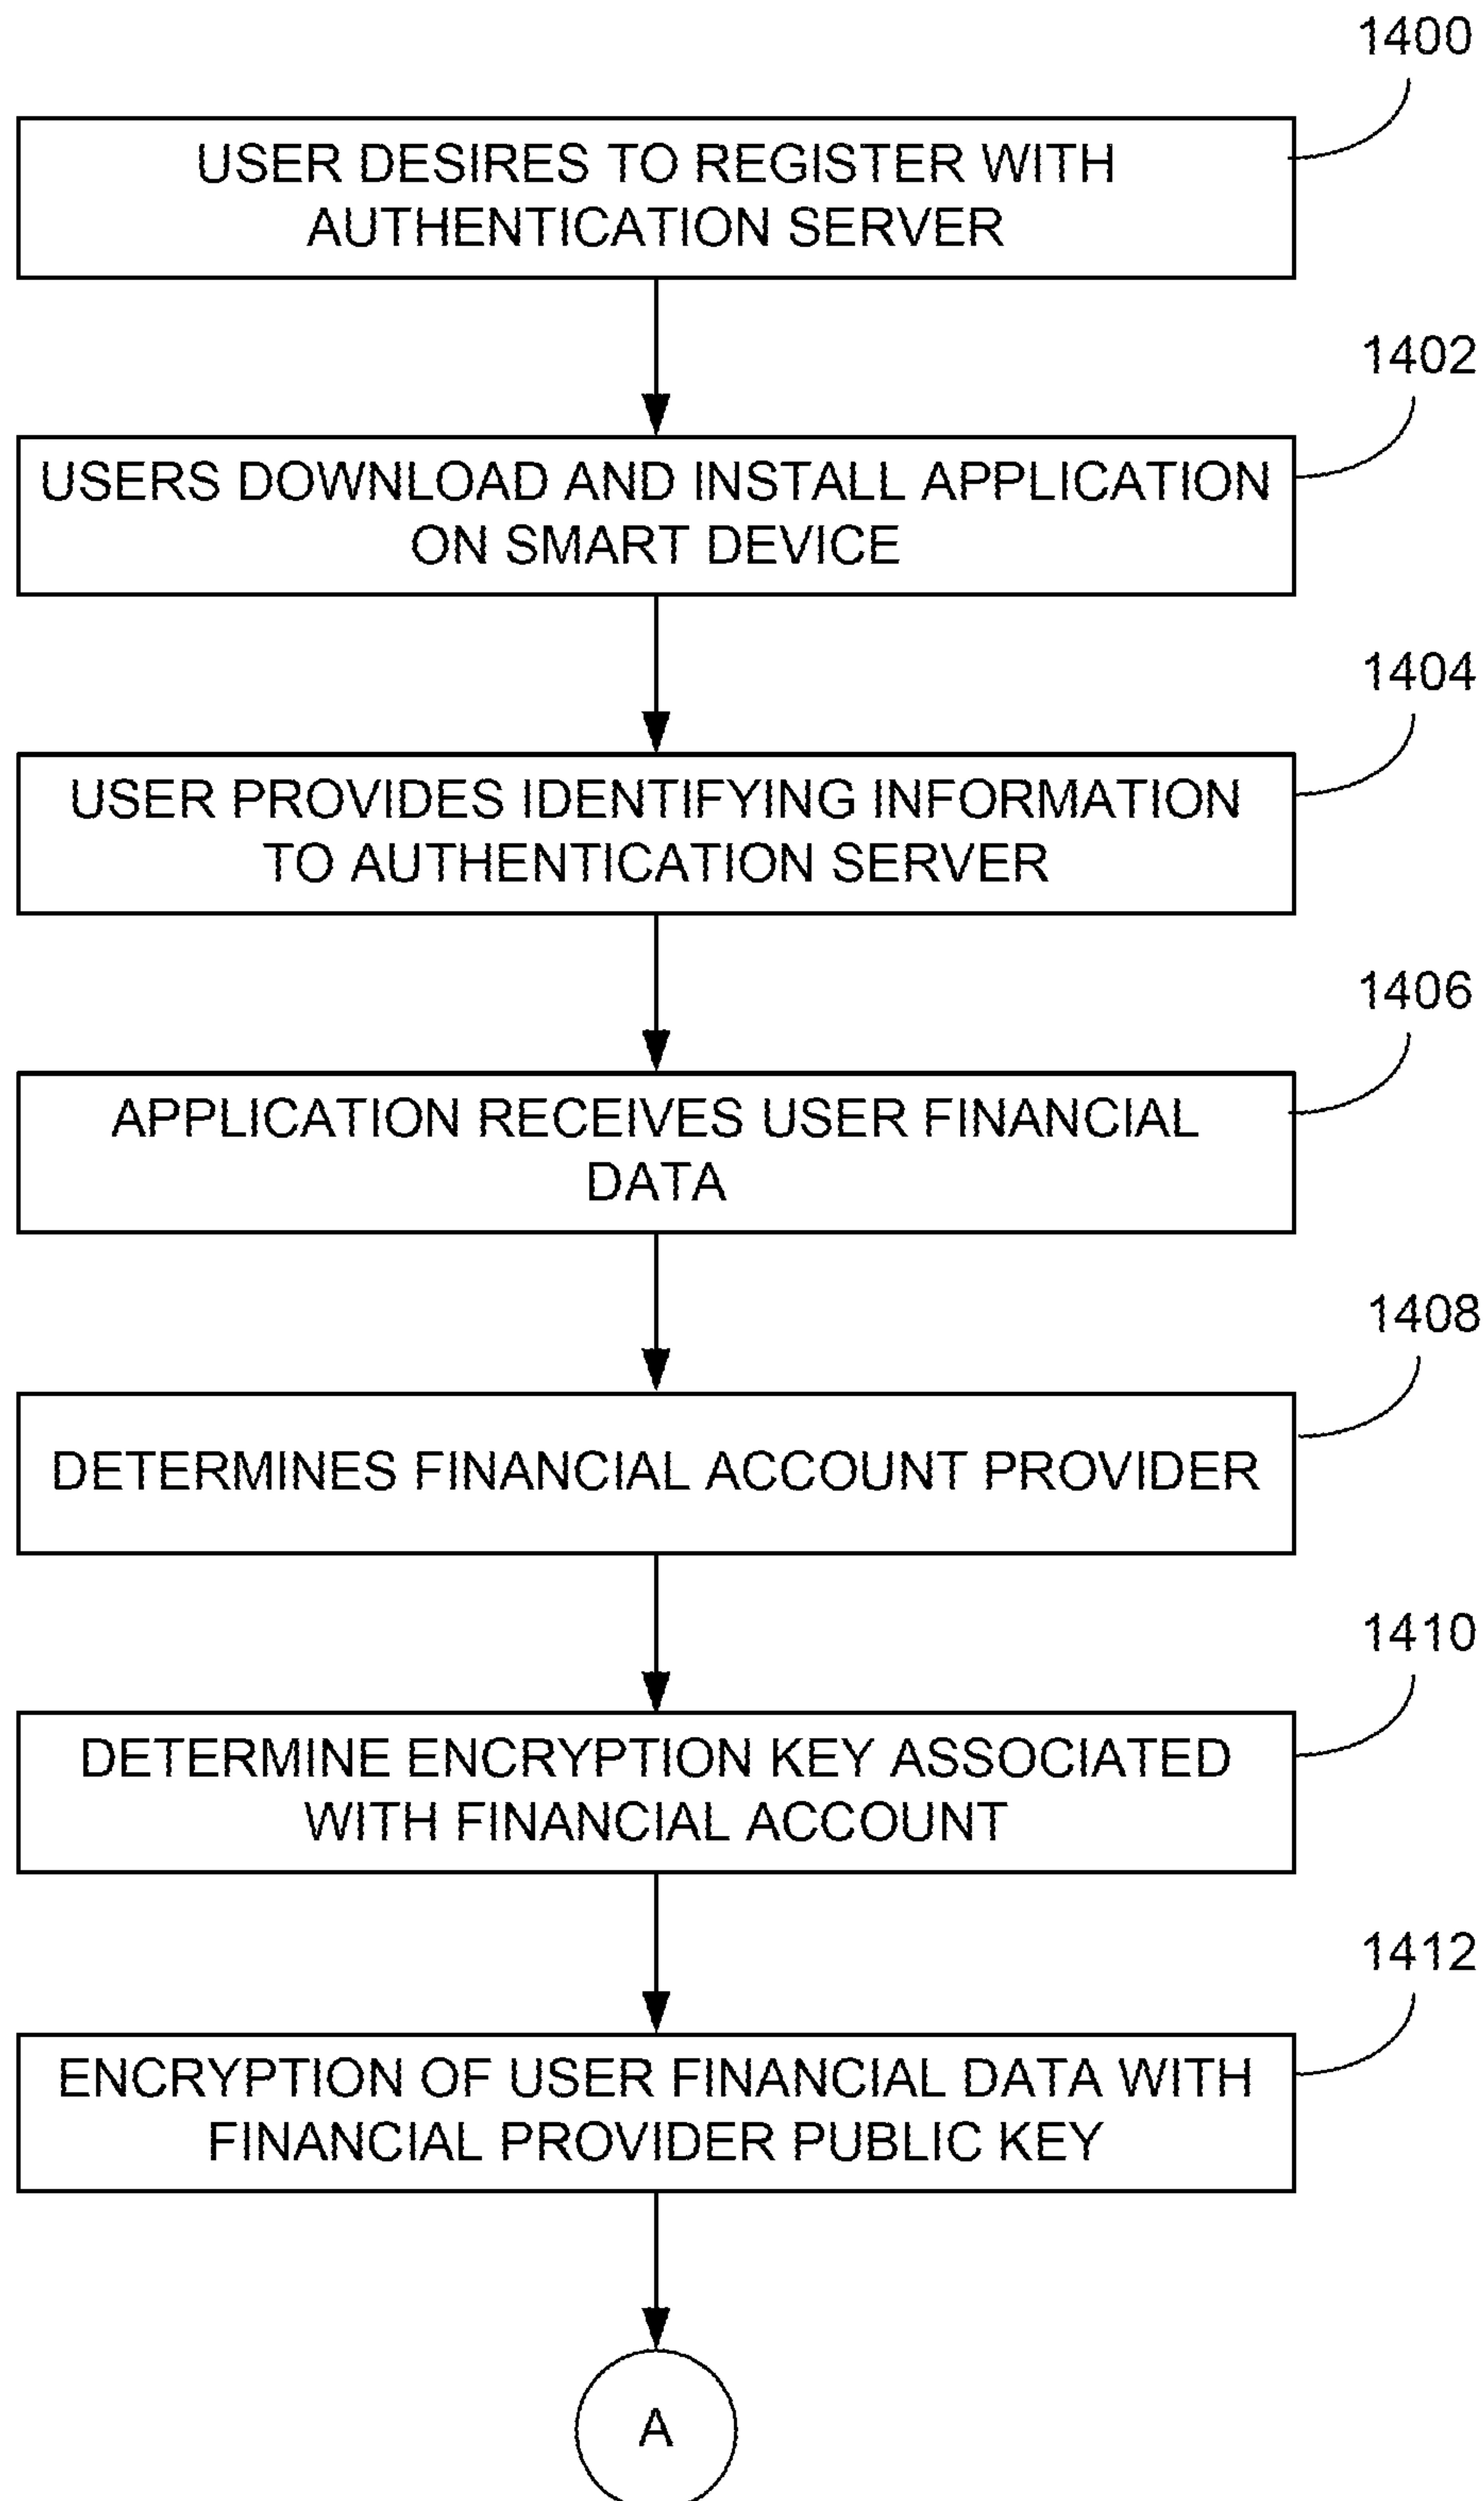 1400
USER DESIRES TO REGISTER WITH
AUTHENTICATION SERVER
1402
USERS DOWNLOAD AND INSTALL APPLICATION
ON SMART DEVICE
1404
USER PROVIDES IDENTIFYING INFORMATION
TO AUTHENTICATION SERVER
1406
APPLICATION RECEIVES USER FINANCIAL
DATA
1408
DETERMINES FINANCIAL ACCOUNT PROVIDER
1410
DETERMINE ENCRYPTION KEY ASSOCIATED
WITH FINANCIAL ACCOUNT
1412
ENCRYPTION OF USER FINANCIAL DATA WITH
FINANCIAL PROVIDER PUBLIC KEY
A